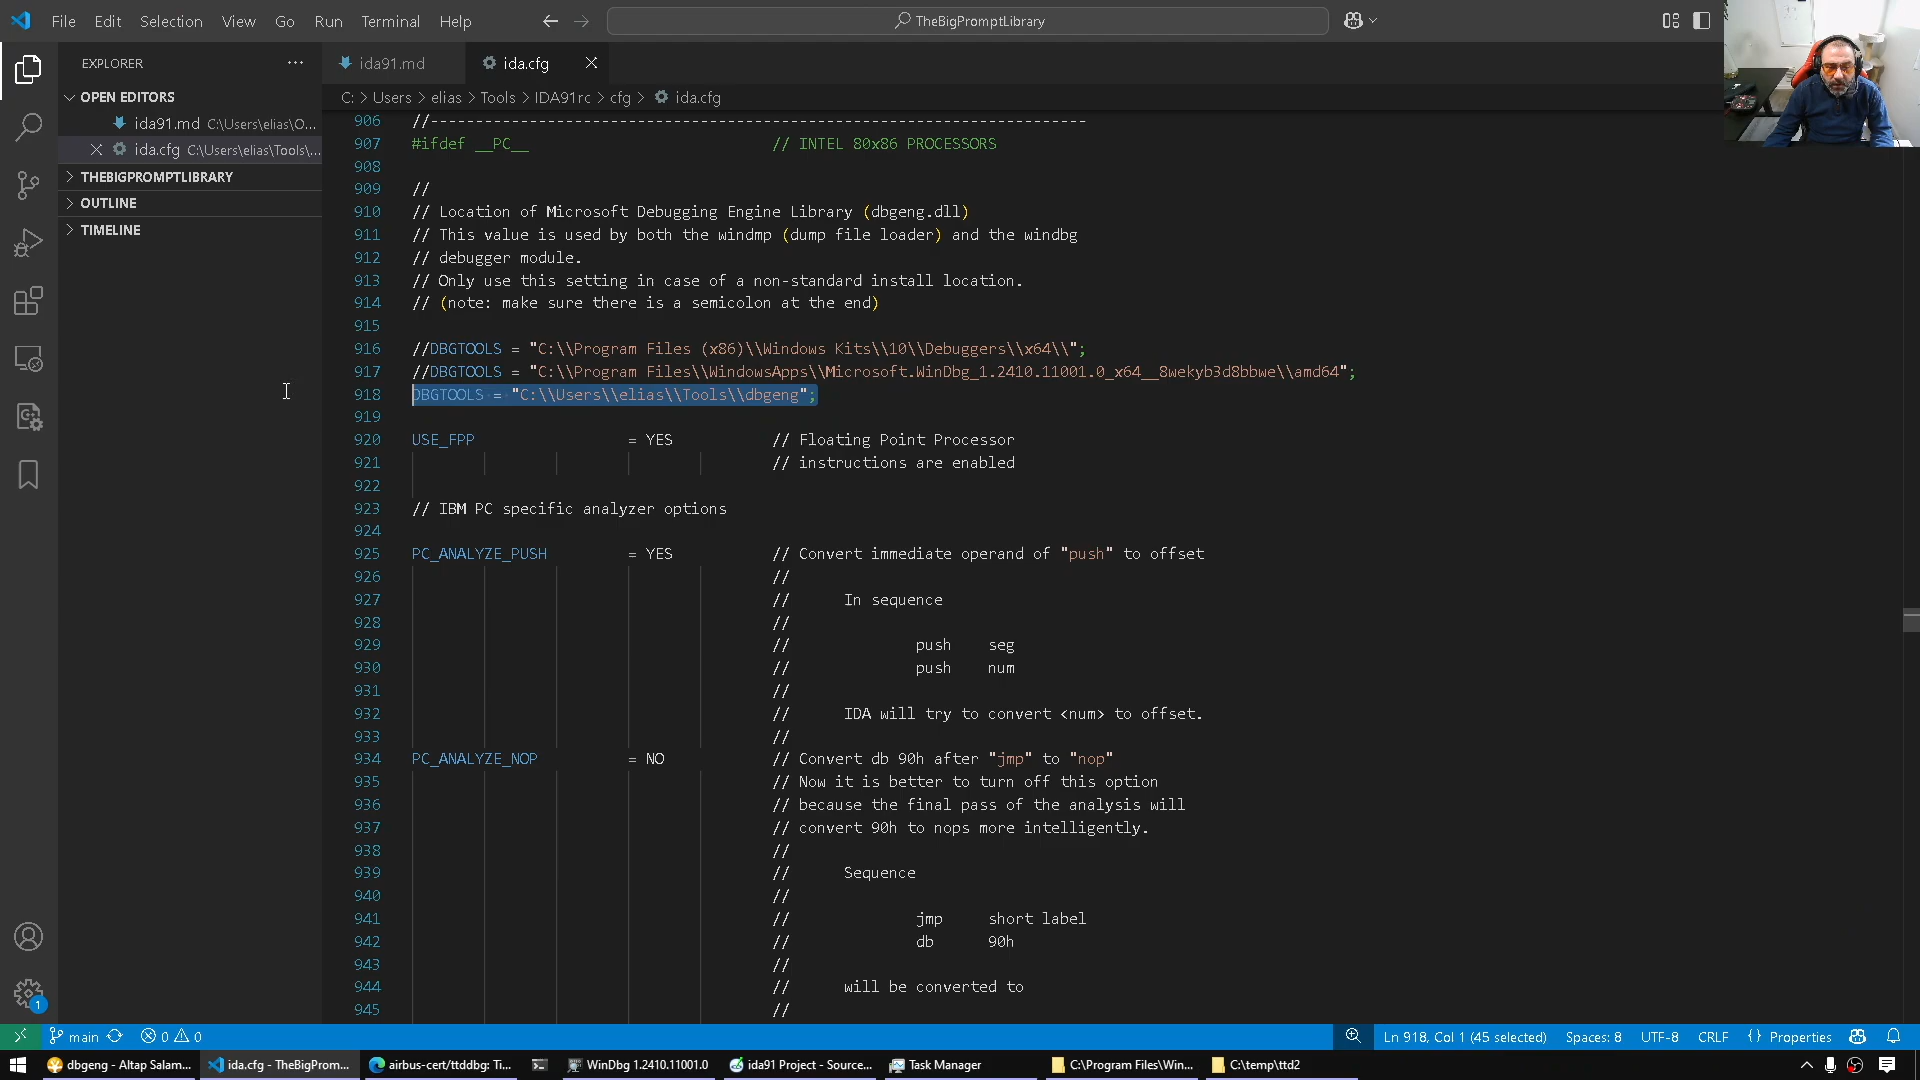 File Edit Selection View Go Run Terminal Help
TheBigPromptLibrary
EXPLORER
ida91.md
ida.cfg
OPEN EDITORS
C: > Users > elias > Tools > IDA91rc > cfg > ida.cfg
ida91.md C:\Users\elias\O...
ida.cfg C:\Users\elias\Tools\...
THEBIGPROMPTLIBRARY
OUTLINE
TIMELINE
906 //-------------------------------------------------------------------------
907 #ifdef __PC__ // INTEL 80x86 PROCESSORS
908
909 //
910 // Location of Microsoft Debugging Engine Library (dbgeng.dll)
911 // This value is used by both the windmp (dump file loader) and the windbg
912 // debugger module.
913 // Only use this setting in case of a non-standard install location.
914 // (note: make sure there is a semicolon at the end)
915
916 //DBGTOOLS = "C:\\Program Files (x86)\\Windows Kits\\10\\Debuggers\\x64\\";
917 //DBGTOOLS = "C:\\Program Files\\WindowsApps\\Microsoft.WinDbg_1.2410.11001.0_x64__8wekyb3d8bbwe\\amd64";
918 DBGTOOLS = "C:\\Users\\elias\\Tools\\dbgeng";
919
920 USE_FPP = YES // Floating Point Processor
921 // instructions are enabled
922
923 // IBM PC specific analyzer options
924
925 PC_ANALYZE_PUSH = YES // Convert immediate operand of "push" to offset
926 //
927 // In sequence
928 //
929 // push seg
930 // push num
931 //
932 // IDA will try to convert <num> to offset.
933 //
934 PC_ANALYZE_NOP = NO // Convert db 90h after "jmp" to "nop"
935 // Now it is better to turn off this option
936 // because the final pass of the analysis will
937 // convert 90h to nops more intelligently.
938 //
939 // Sequence
940 //
941 // jmp short label
942 // db 90h
943 //
944 // will be converted to
945 //
1
main 0 0
Ln 918, Col 1 (45 selected) Spaces: 8 UTF-8 CRLF {} Properties
dbgeng - Altap Salam...
ida.cfg - TheBigProm...
airbus-cert/ttddbg: Ti...
WinDbg 1.2410.11001.0
ida91 Project - Source...
Task Manager
C:\Program Files\Win...
C:\temp\ttd2